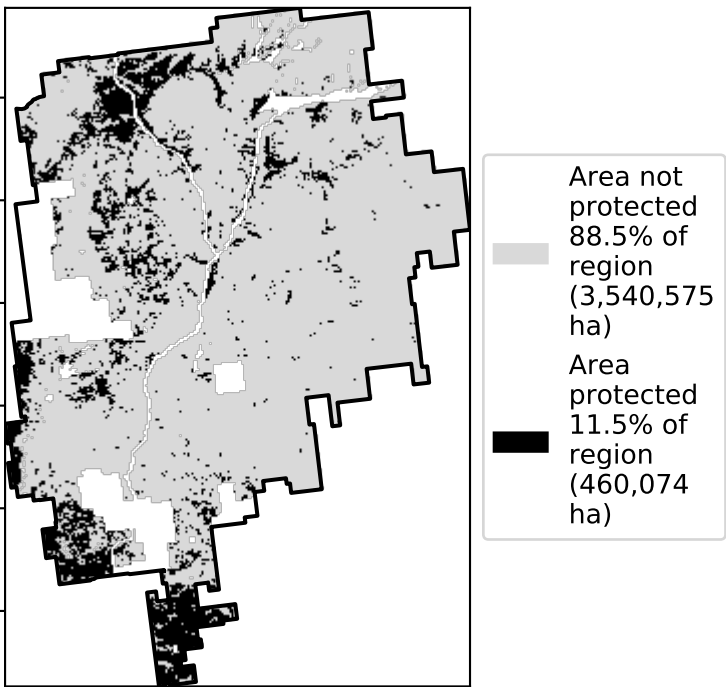 Area not
protected
88.5% of
region
(3,540,575
ha)
Area
protected
11.5% of
region
(460,074
ha)